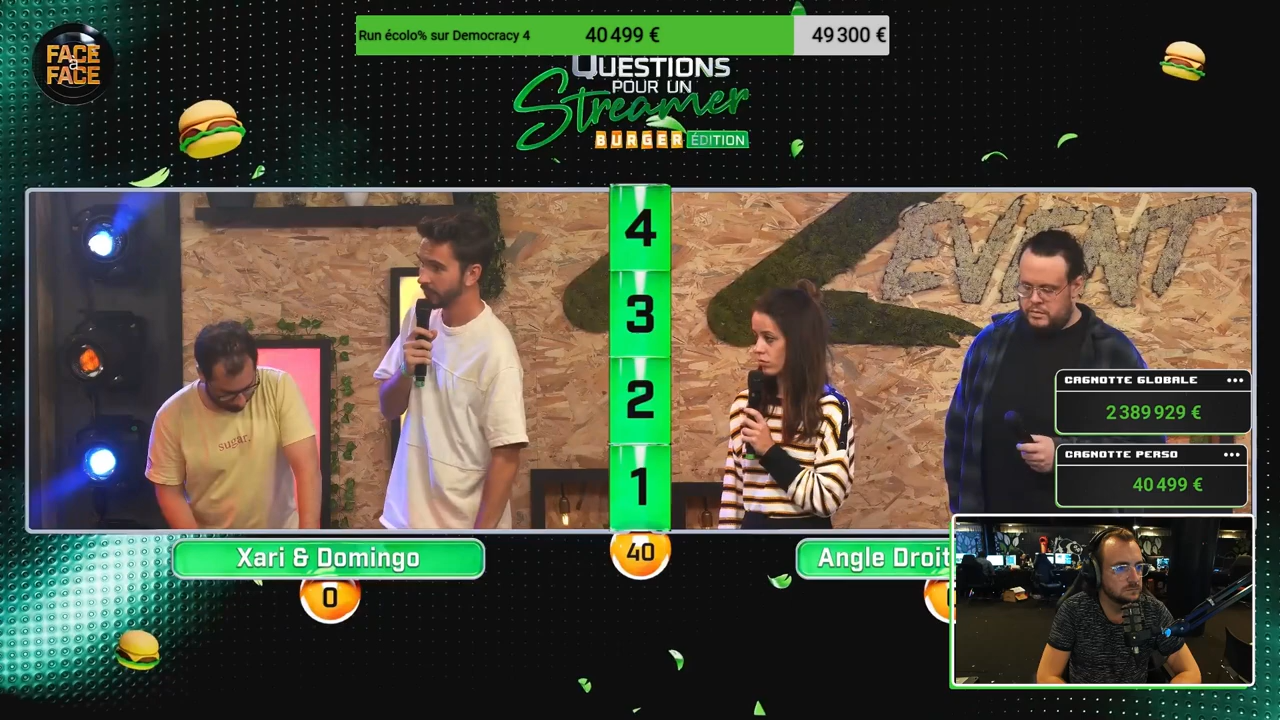 Run écolo% sur Democracy 4
40 499 €
49 300 €
FACE
à
FACE
QUESTIONS
POUR UN
Streamer
BURGER ÉDITION
EVENT
4
3
2
1
sugar.
CAGNOTTE GLOBALE
2 389 929 €
CAGNOTTE PERSO
40 499 €
Xari & Domingo
40
Angle Droit
0